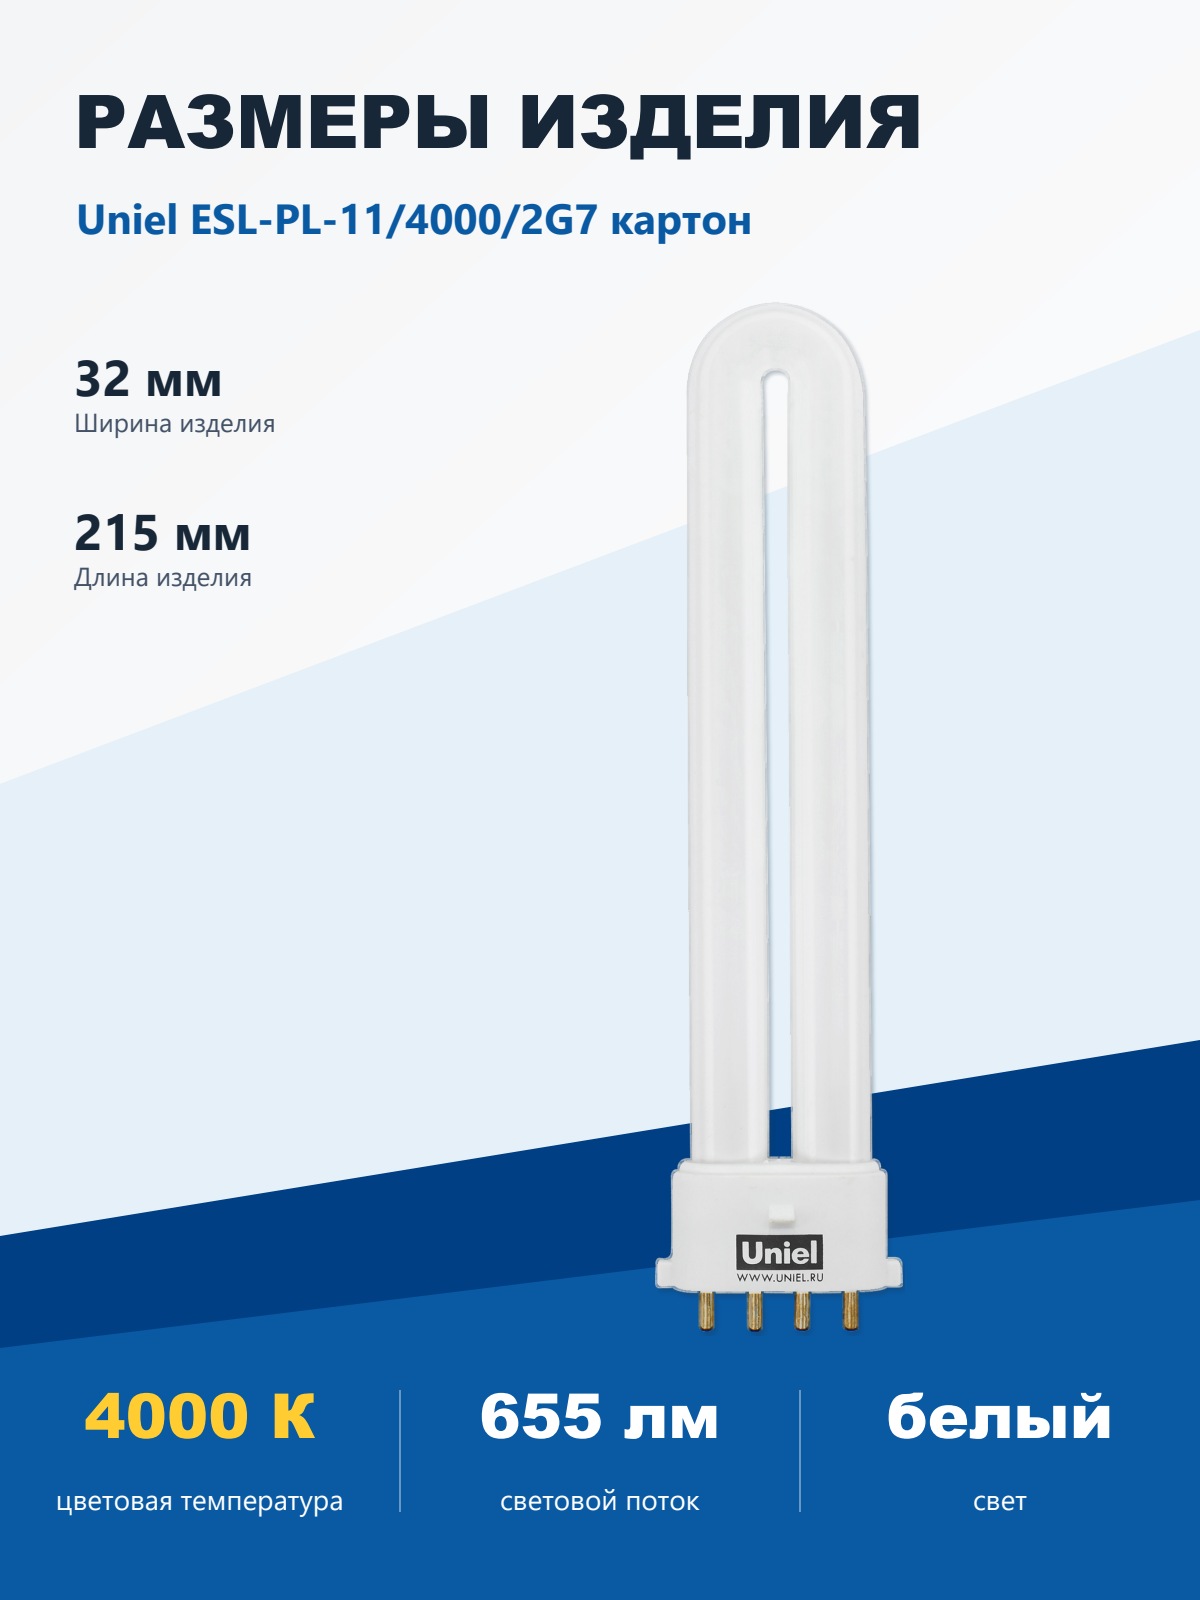 РАЗМЕРЫ ИЗДЕЛИЯ
Uniel ESL-PL-11/4000/2G7 картон
32 мм
Ширина изделия
215 мм
Длина изделия
Uniel
WWW.UNIEL.RU
4000 К
цветовая температура
655 лм
световой поток
белый
свет